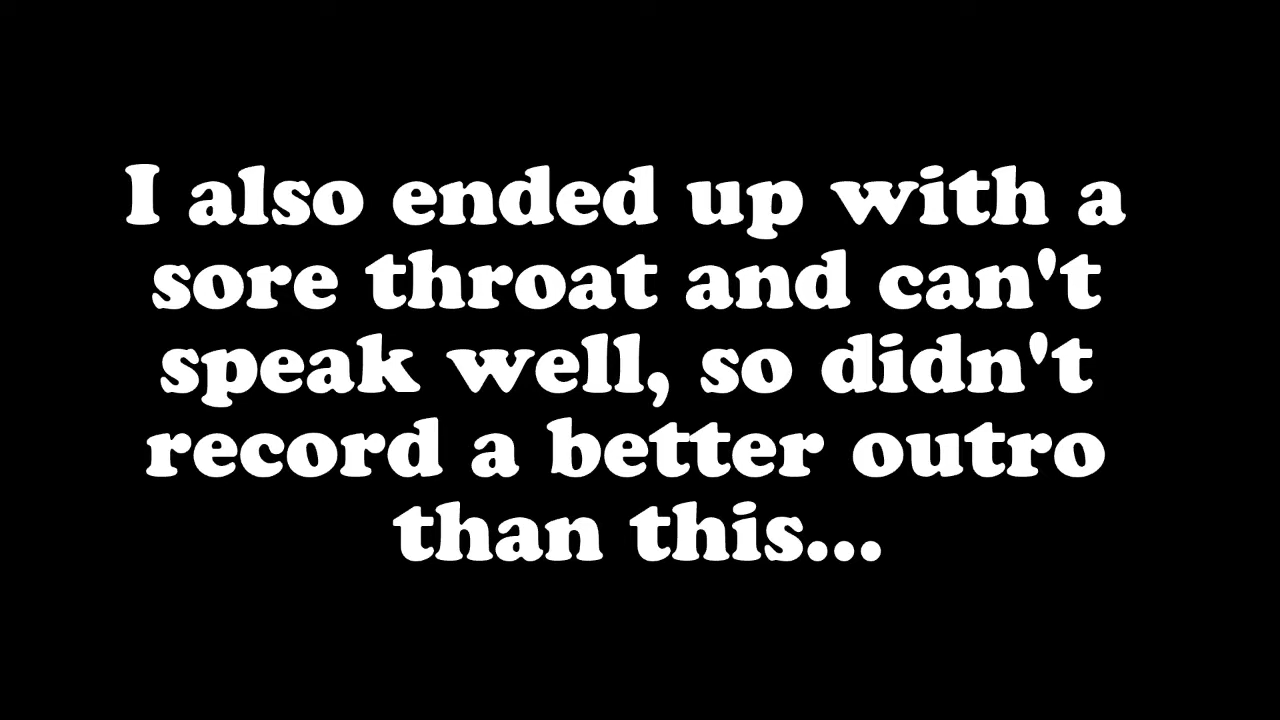 I also ended up with a
sore throat and can't
speak well, so didn't
record a better outro
than this...